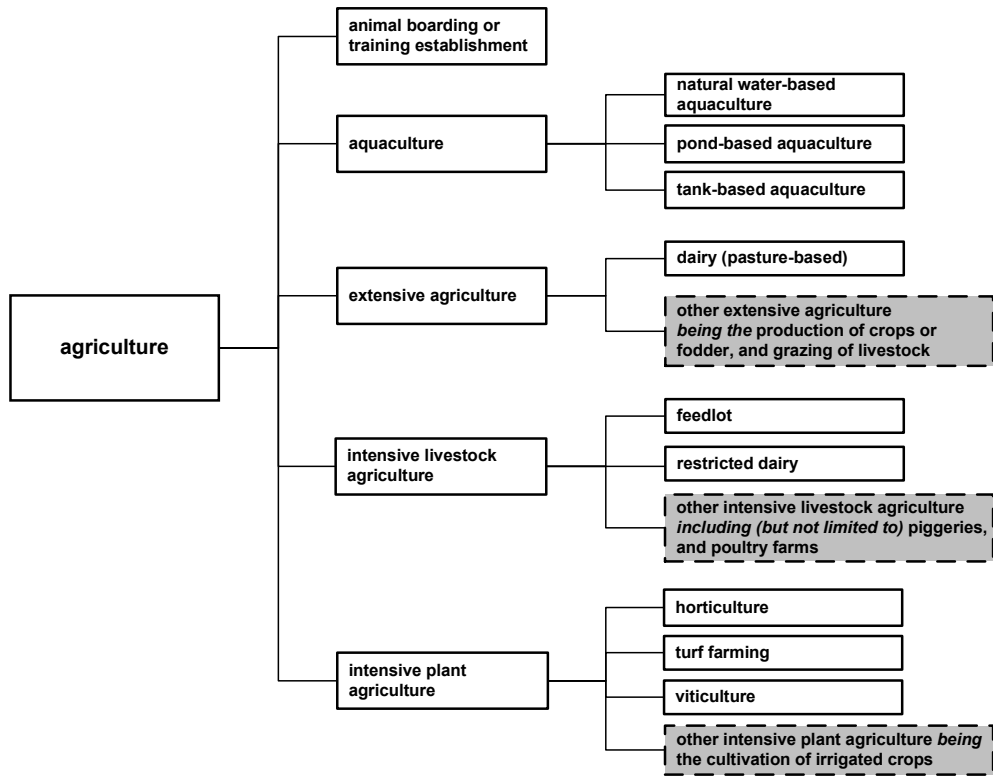 animal boarding or
training establishment
natural water-based
aquaculture
aquaculture
pond-based aquaculture
tank-based aquaculture
dairy (pasture-based)
extensive agriculture
other extensive agriculture
being the production of crops or
fodder, and grazing of livestock
agriculture
feedlot
intensive livestock
agriculture
restricted dairy
other intensive livestock agriculture
including (but not limited to) piggeries,
and poultry farms
horticulture
turf farming
intensive plant
agriculture
viticulture
other intensive plant agriculture being
the cultivation of irrigated crops